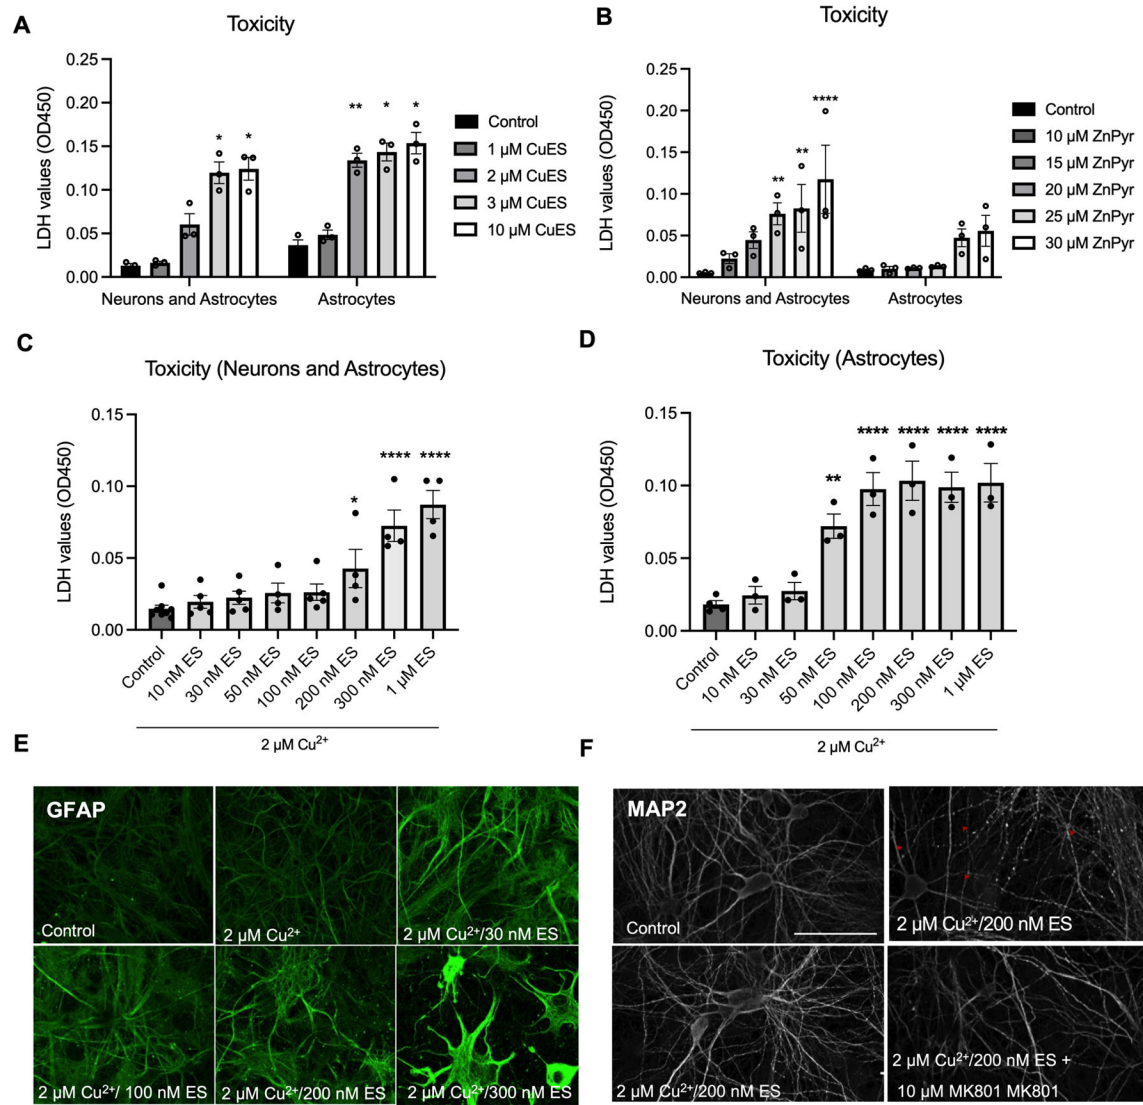 A
Toxicity
LDH values (OD450)
0.25
0.20
0.15
0.10
0.05
0.00
** * *
* *
Neurons and Astrocytes
Astrocytes
Control
1 µM CuES
2 µM CuES
3 µM CuES
10 µM CuES
B
Toxicity
LDH values (OD450)
0.25
0.20
0.15
0.10
0.05
0.00
****
**
**
Neurons and Astrocytes
Astrocytes
Control
10 µM ZnPyr
15 µM ZnPyr
20 µM ZnPyr
25 µM ZnPyr
30 µM ZnPyr
C
Toxicity (Neurons and Astrocytes)
LDH values (OD450)
0.15
0.10
0.05
0.00
**** ****
*
Control
10 nM ES
30 nM ES
50 nM ES
100 nM ES
200 nM ES
300 nM ES
1 µM ES
2 µM Cu²⁺
D
Toxicity (Astrocytes)
LDH values (OD450)
0.15
0.10
0.05
0.00
**** **** **** ****
**
Control
10 nM ES
30 nM ES
50 nM ES
100 nM ES
200 nM ES
300 nM ES
1 µM ES
2 µM Cu²⁺
E
GFAP
Control
2 µM Cu²⁺
2 µM Cu²⁺/30 nM ES
2 µM Cu²⁺/ 100 nM ES
2 µM Cu²⁺/200 nM ES
2 µM Cu²⁺/300 nM ES
F
MAP2
Control
2 µM Cu²⁺/200 nM ES
2 µM Cu²⁺/200 nM ES
2 µM Cu²⁺/200 nM ES +
10 µM MK801 MK801